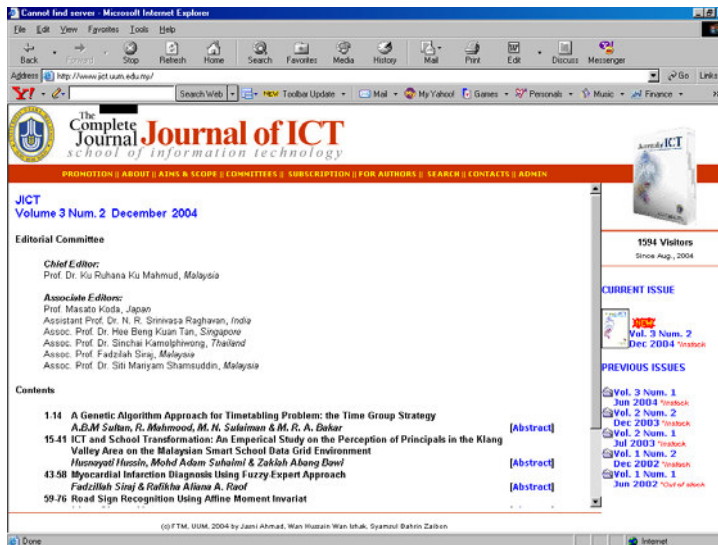 Cannot find server - Microsoft Internet Explorer
File Edit View Favorites Tools Help
Back Forward Stop Refresh Home Search Favorites Media History Mail Print Edit Discuss Messenger
Address http://www.jict.uum.edu.my/ Go Links
Y! Search Web NEW Toolbar Update Mail My Yahoo! Games Personals Music Finance
The Complete Journal Journal of ICT
school of information technology
Journal of ICT
PROMOTION || ABOUT || AIMS & SCOPE || COMMITTEES || SUBSCRIPTION || FOR AUTHORS || SEARCH || CONTACTS || ADMIN
JICT
Volume 3 Num. 2 December 2004
Editorial Committee
Chief Editor:
Prof. Dr. Ku Ruhana Ku Mahmud, Malaysia
Associate Editors:
Prof. Masato Koda, Japan
Assistant Prof. Dr. N. R. Srinivasa Raghavan, India
Assoc. Prof. Dr. Hee Beng Kuan Tan, Singapore
Assoc. Prof. Dr. Sinchai Kamolphiwong, Thailand
Assoc. Prof. Fadzilah Siraj, Malaysia
Assoc. Prof. Dr. Siti Mariyam Shamsuddin, Malaysia
Contents
1-14 A Genetic Algorithm Approach for Timetabling Problem: the Time Group Strategy
A.B.M Sultan, R. Mahmood, M. N. Sulaiman & M. R. A. Bakar [Abstract]
15-41 ICT and School Transformation: An Emperical Study on the Perception of Principals in the Klang
Valley Area on the Malaysian Smart School Data Grid Environment
Husnayati Hussin, Mohd Adam Suhaimi & Zakiah Abang Bawi [Abstract]
43-58 Myocardial Infarction Diagnosis Using Fuzzy-Expert Approach
Fadzillah Siraj & Rafikha Aliana A. Raof [Abstract]
59-76 Road Sign Recognition Using Affine Moment Invariat
1594 Visitors
Since Aug., 2004
CURRENT ISSUE
NEW
Vol. 3 Num. 2
Dec 2004 *Instock
PREVIOUS ISSUES
Vol. 3 Num. 1
Jun 2004 *Instock
Vol. 2 Num. 2
Dec 2003 *Instock
Vol. 2 Num. 1
Jul 2003 *Instock
Vol. 1 Num. 2
Dec 2002 *Instock
Vol. 1 Num. 1
Jun 2002 *Out of stock
(c) FTM, UUM, 2004 by Jasni Ahmad, Wan Hussain Wan Ishak, Syamsul Bahrin Zaibon
Done Internet